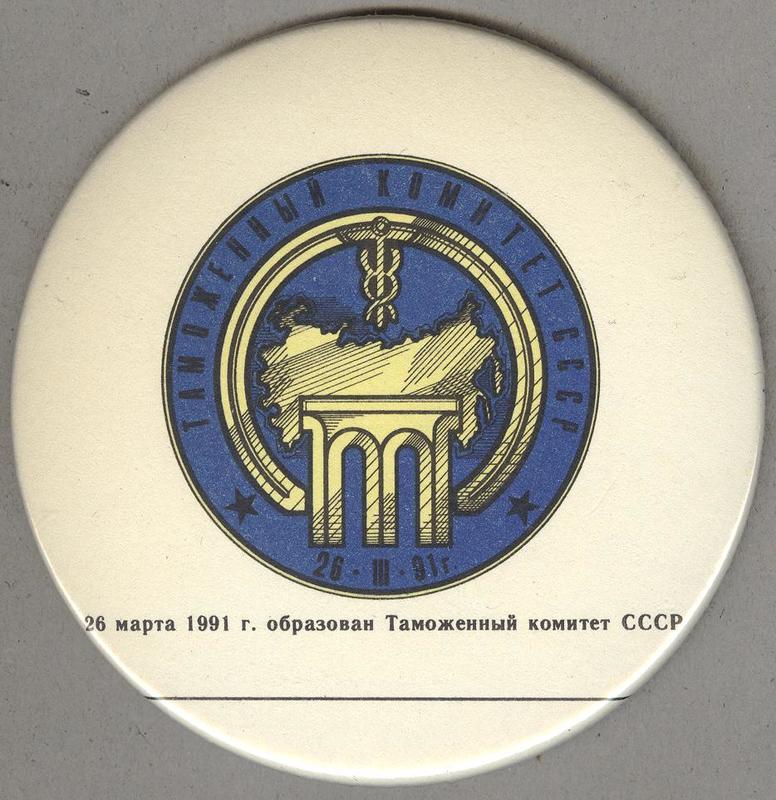 ТАМОЖЕННЫЙ КОМИТЕТ СССР
26 · III · 91 г.
26 марта 1991 г. образован Таможенный комитет СССР